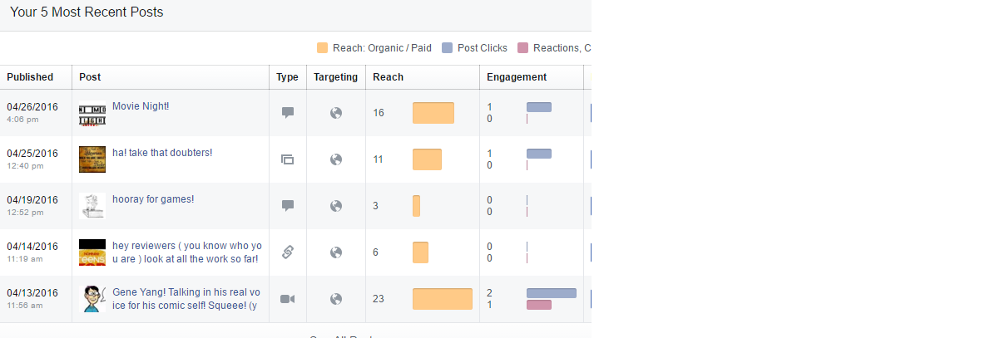 Your 5 Most Recent Posts
Reach: Organic / Paid Post Clicks Reactions, C
Published Post Type Targeting Reach Engagement
04/26/2016 Movie Night! 16 1
4:06 pm 0
04/25/2016 ha! take that doubters! 11 1
12:40 pm 0
04/19/2016 hooray for games! 3 0
12:52 pm 0
04/14/2016 hey reviewers ( you know who yo 6 0
11:19 am u are ) look at all the work so far! 0
04/13/2016 Gene Yang! Talking in his real vo 23 2
11:56 am ice for his comic self! Squeee! (y 1